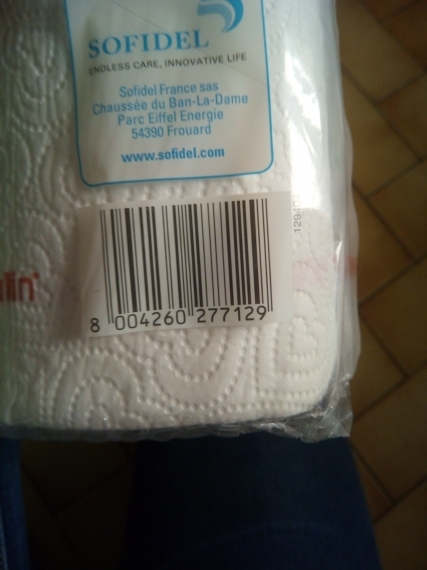 SOFIDEL
ENDLESS CARE, INNOVATIVE LIFE
Sofidel France sas
Chaussée du Ban-La-Dame
Parc Eiffel Energie
54390 Frouard
www.sofidel.com
8 004260 277129